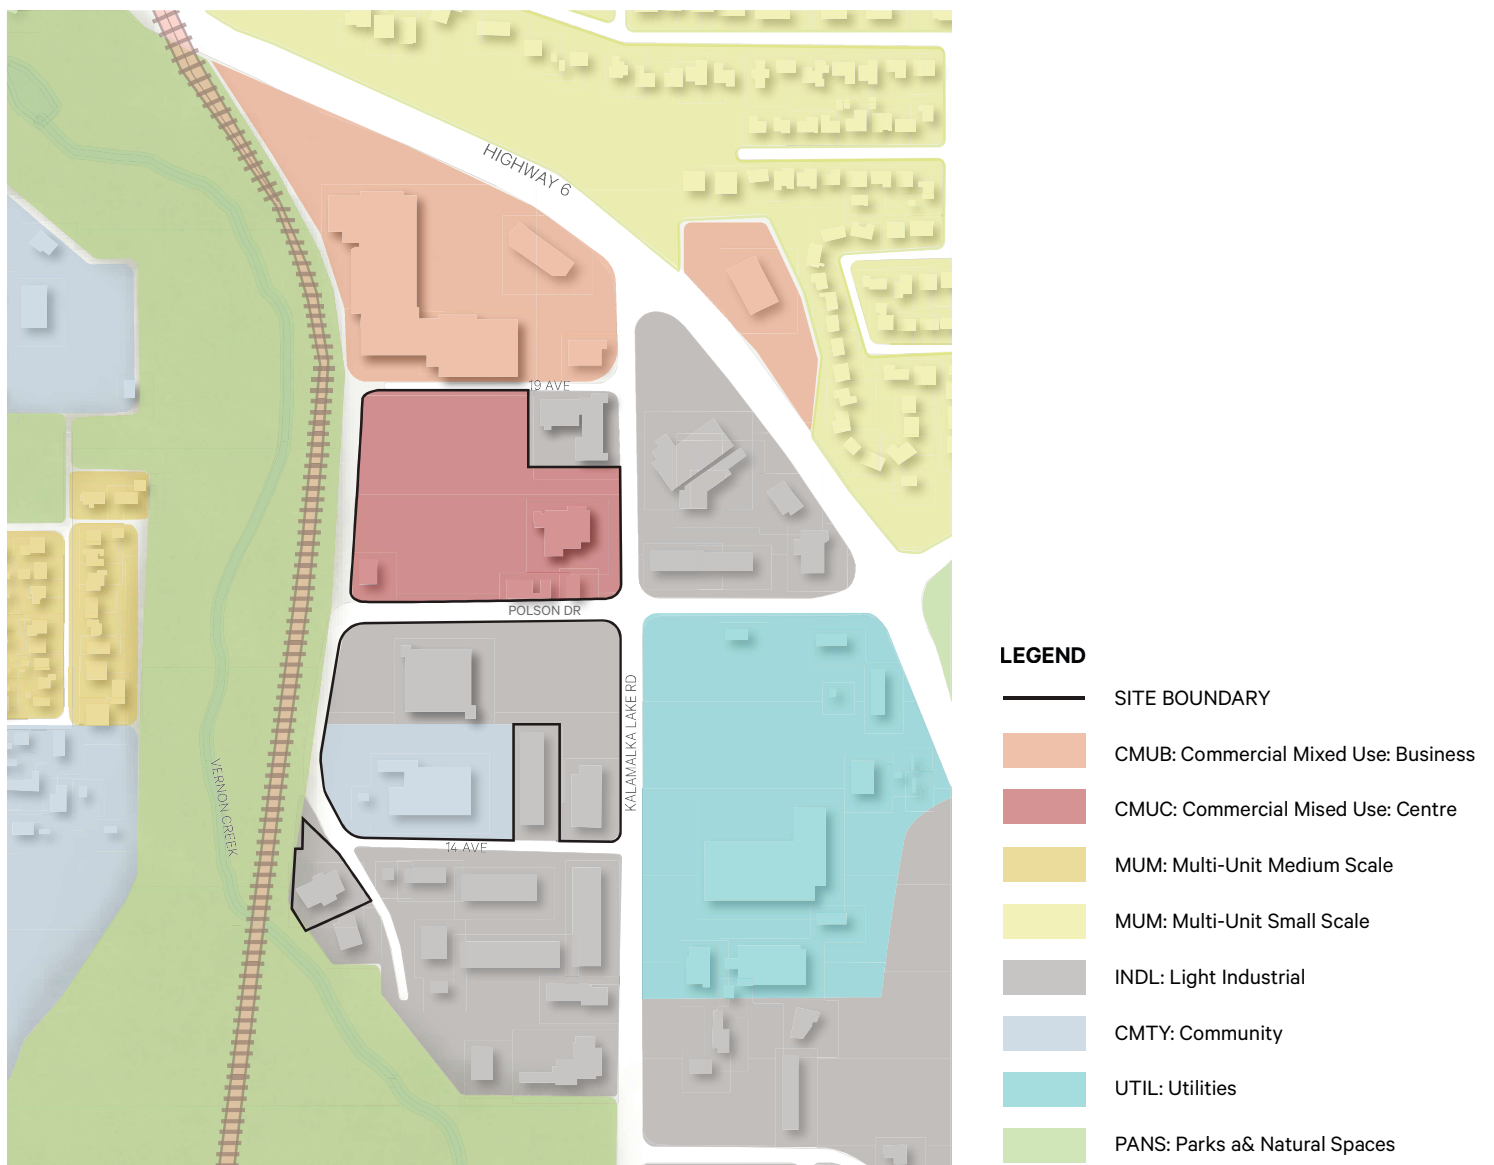 HIGHWAY 6
19 AVE
POLSON DR
KALAMALKA LAKE RD
VERNON CREEK
14 AVE
LEGEND
SITE BOUNDARY
CMUB: Commercial Mixed Use: Business
CMUC: Commercial Mised Use: Centre
MUM: Multi-Unit Medium Scale
MUM: Multi-Unit Small Scale
INDL: Light Industrial
CMTY: Community
UTIL: Utilities
PANS: Parks a& Natural Spaces